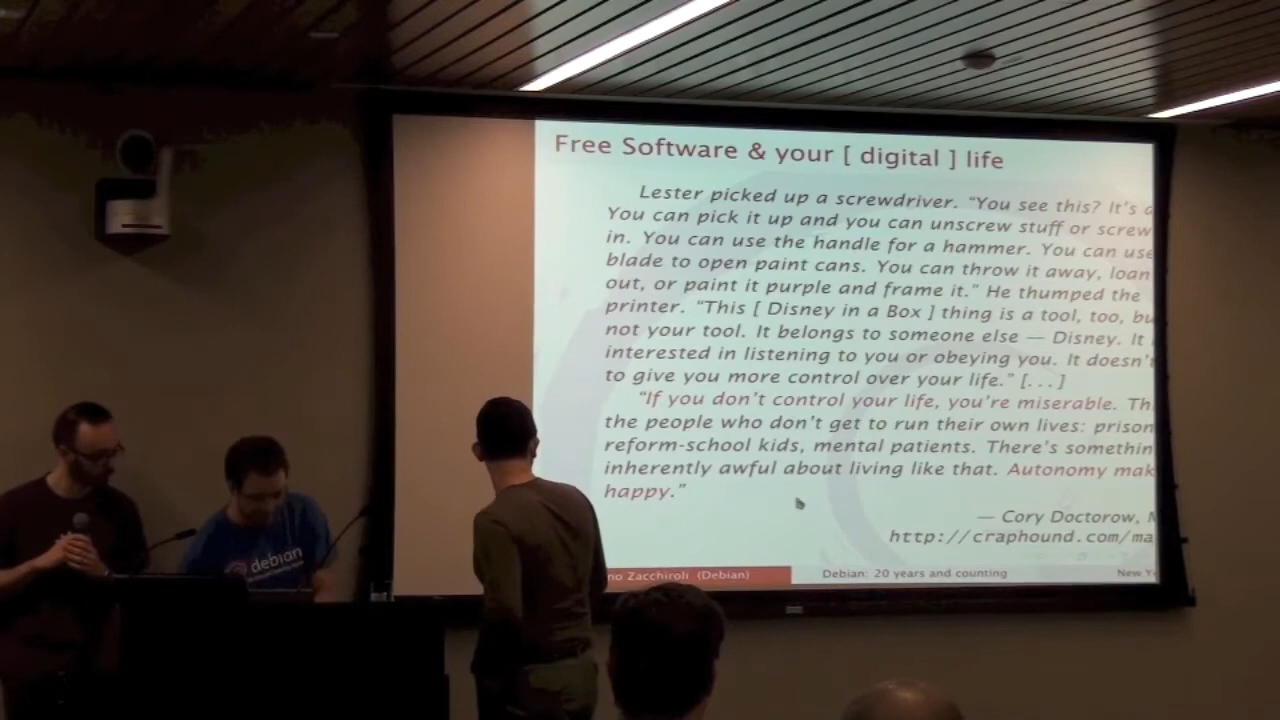 Free Software & your [ digital ] life
Lester picked up a screwdriver. “You see this? It's a
You can pick it up and you can unscrew stuff or screw
in. You can use the handle for a hammer. You can use
blade to open paint cans. You can throw it away, loan
out, or paint it purple and frame it.” He thumped the
printer. “This [ Disney in a Box ] thing is a tool, too, bu
not your tool. It belongs to someone else — Disney. It
interested in listening to you or obeying you. It doesn't
to give you more control over your life.” [...]
“If you don't control your life, you're miserable. Th
the people who don't get to run their own lives: prison
reform-school kids, mental patients. There's somethin
inherently awful about living like that. Autonomy mak
happy.”
— Cory Doctorow, M
http://craphound.com/ma
no Zacchiroli (Debian)
Debian: 20 years and counting
New Y
debian